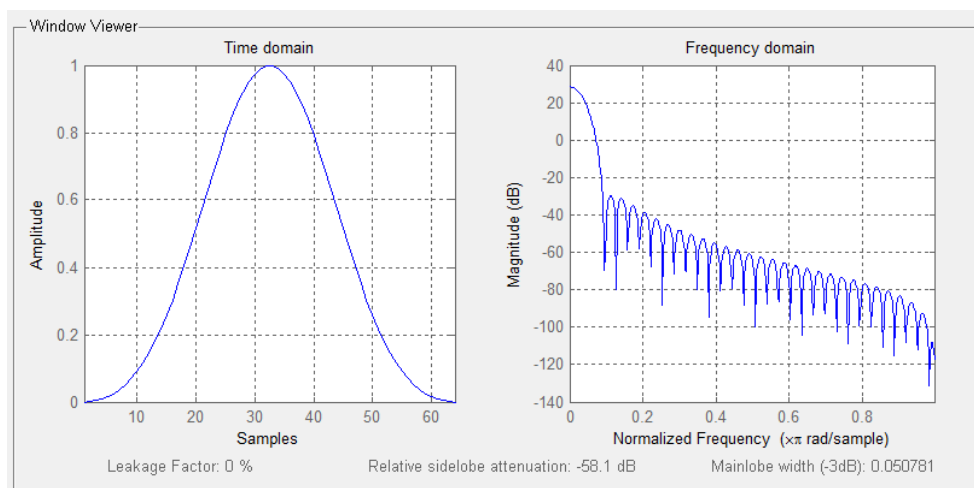 Window Viewer
Time domain
1
0.8
0.6
0.4
0.2
0
Amplitude
10 20 30 40 50 60
Samples
Frequency domain
40
20
0
-20
-40
-60
-80
-100
-120
-140
Magnitude (dB)
0 0.2 0.4 0.6 0.8
Normalized Frequency (×π rad/sample)
Leakage Factor: 0 % Relative sidelobe attenuation: -58.1 dB Mainlobe width (-3dB): 0.050781